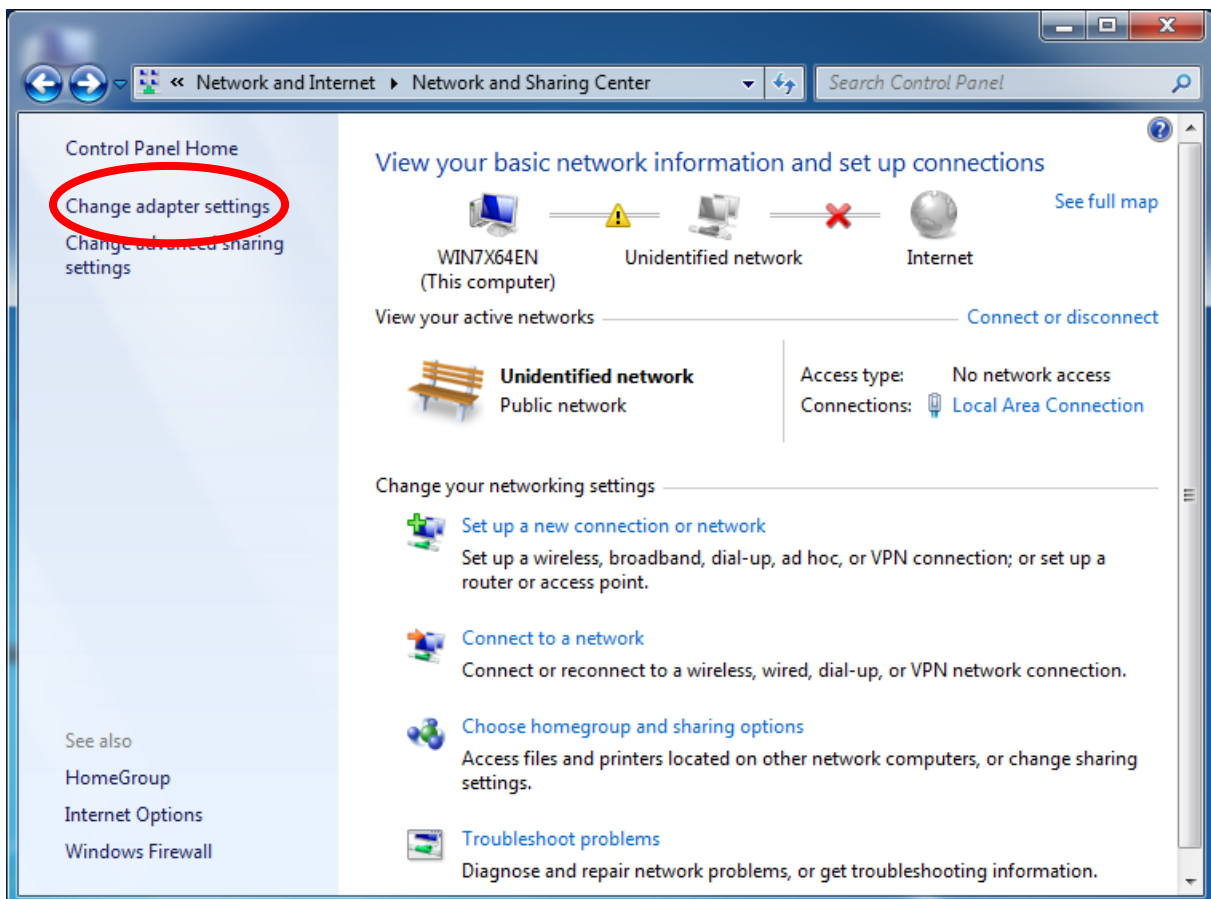 « Network and Internet ▸ Network and Sharing Center
Search Control Panel
Control Panel Home
Change adapter settings
Change advanced sharing
settings
See also
HomeGroup
Internet Options
Windows Firewall
View your basic network information and set up connections
See full map
WIN7X64EN
(This computer)
Unidentified network
Internet
View your active networks
Connect or disconnect
Unidentified network
Public network
Access type: No network access
Connections: Local Area Connection
Change your networking settings
Set up a new connection or network
Set up a wireless, broadband, dial-up, ad hoc, or VPN connection; or set up a
router or access point.
Connect to a network
Connect or reconnect to a wireless, wired, dial-up, or VPN network connection.
Choose homegroup and sharing options
Access files and printers located on other network computers, or change sharing
settings.
Troubleshoot problems
Diagnose and repair network problems, or get troubleshooting information.